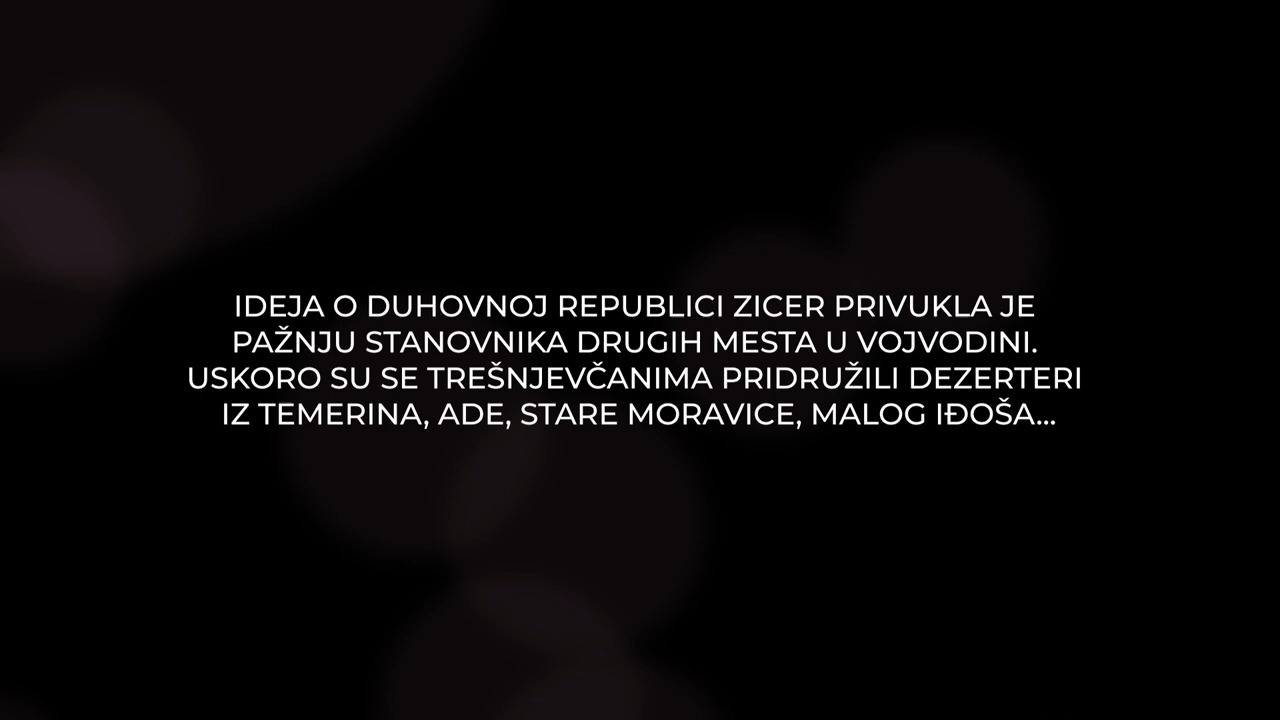 IDEJA O DUHOVNOJ REPUBLICI ZICER PRIVUKLA JE
PAŽNJU STANOVNIKA DRUGIH MESTA U VOJVODINI.
USKORO SU SE TREŠNJEVČANIMA PRIDRUŽILI DEZERTERI
IZ TEMERINA, ADE, STARE MORAVICE, MALOG IĐOŠA...